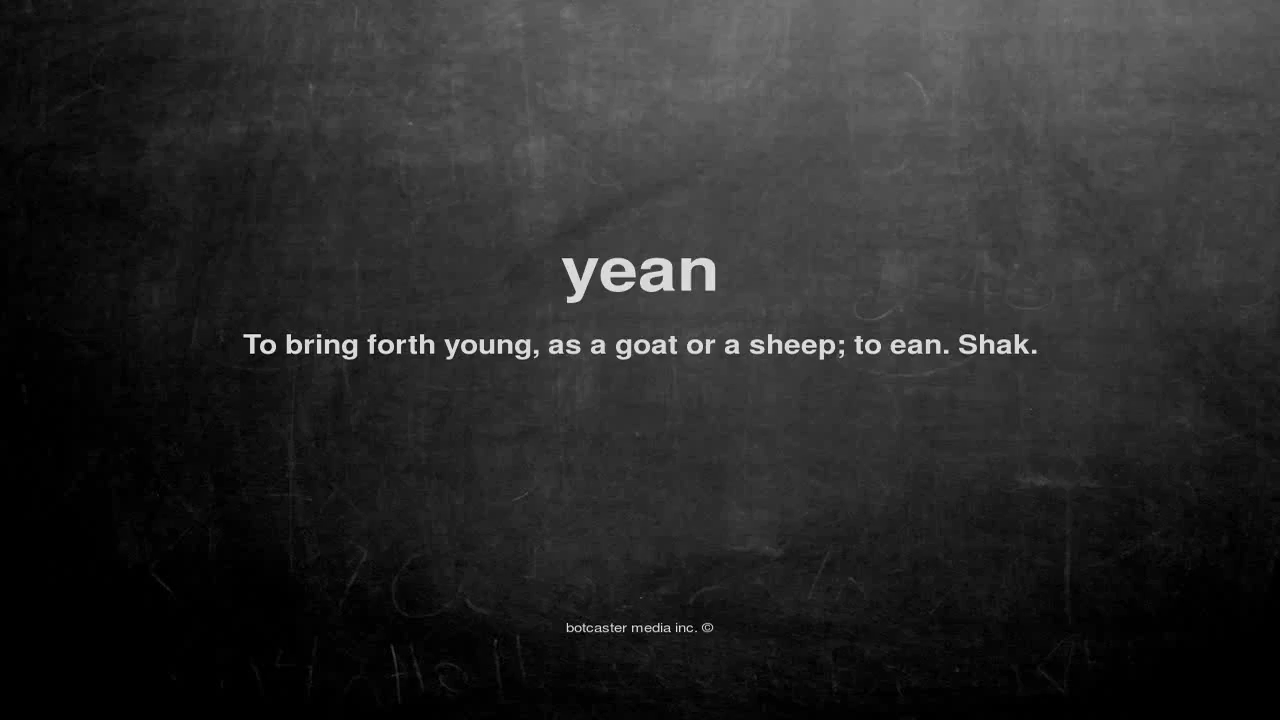 yean
To bring forth young, as a goat or a sheep; to ean. Shak.
botcaster media inc. ©